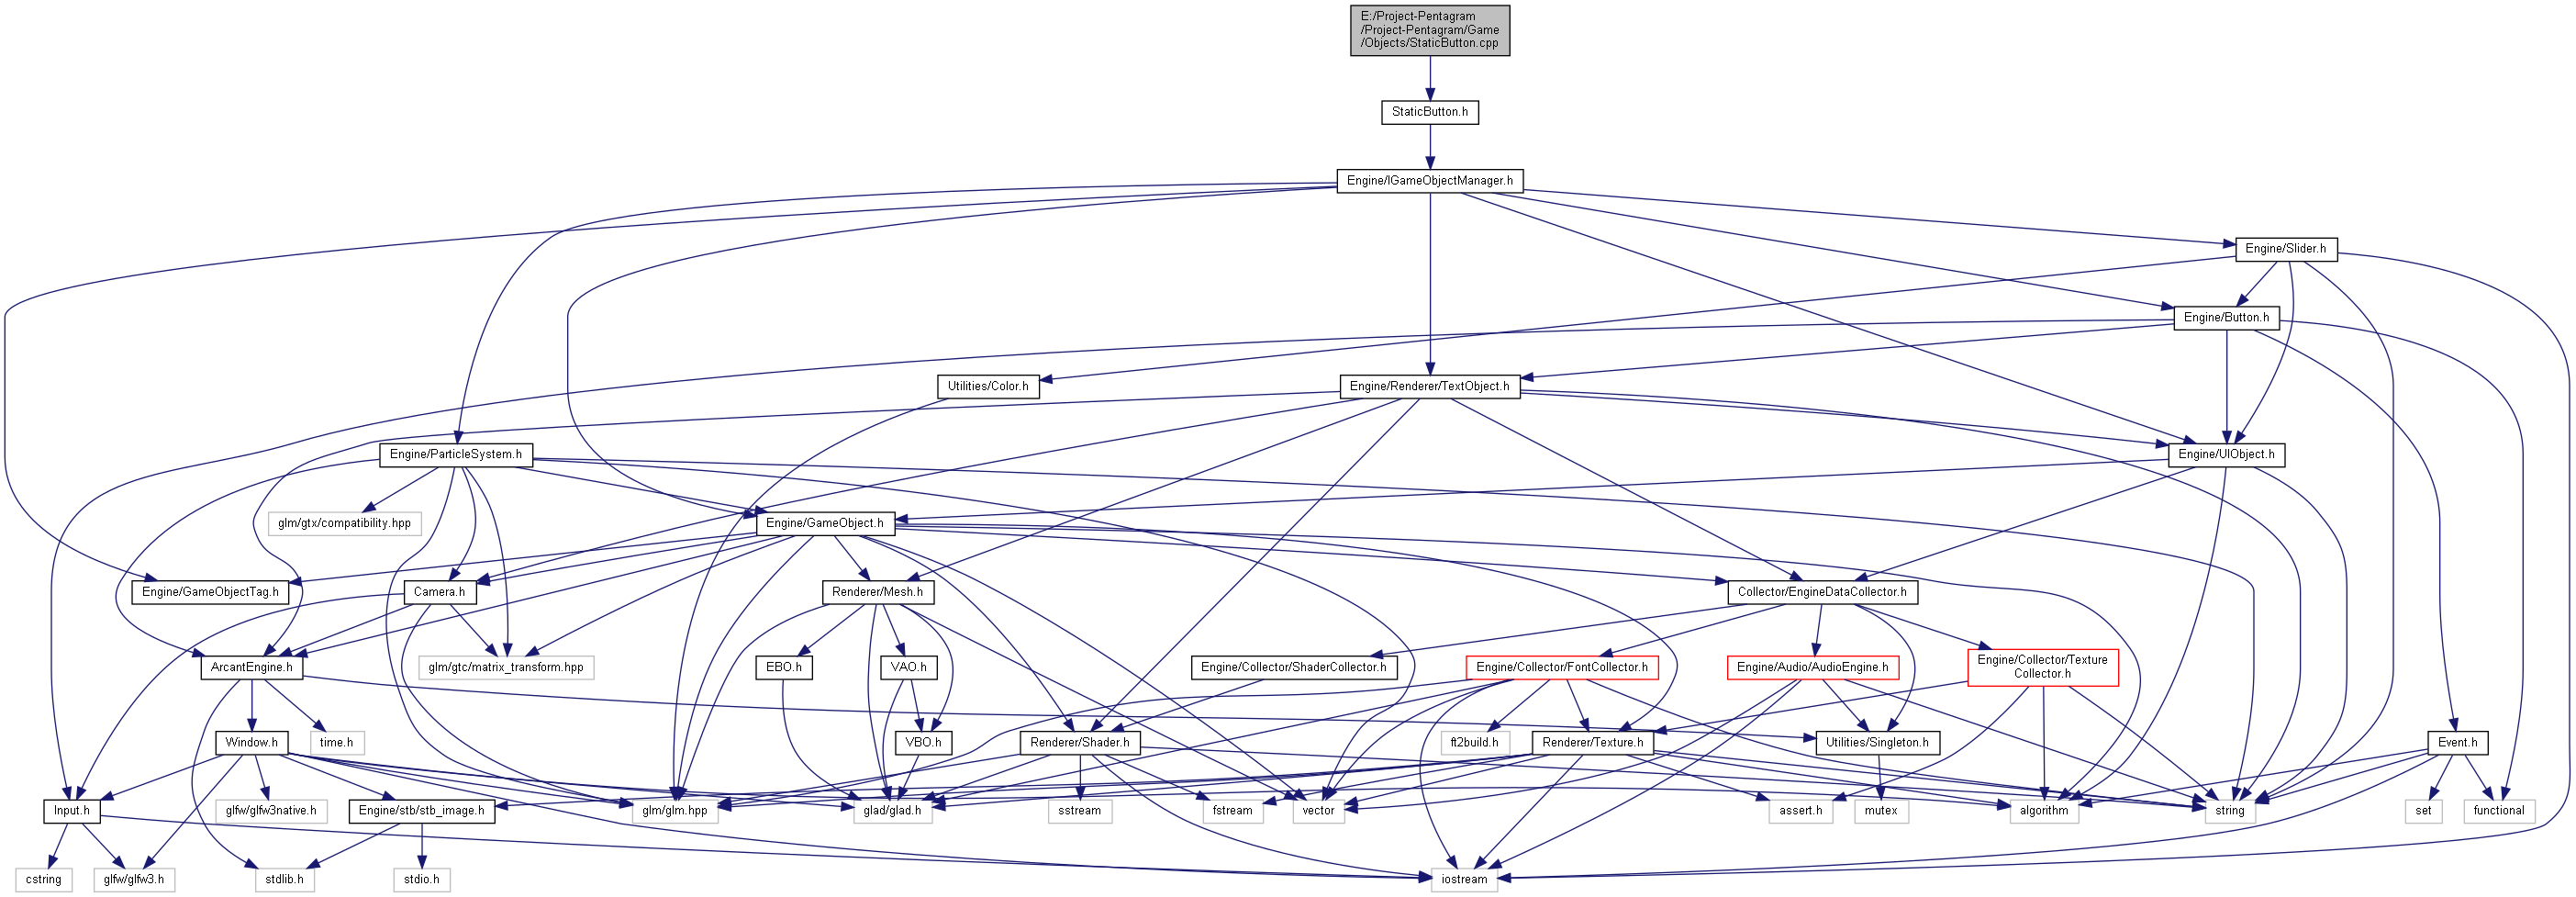 E:/Project-Pentagram
/Project-Pentagram/Game
/Objects/StaticButton.cpp
StaticButton.h
Engine/IGameObjectManager.h
Engine/Slider.h
Engine/Button.h
Utilities/Color.h
Engine/Renderer/TextObject.h
Engine/ParticleSystem.h
Engine/UIObject.h
glm/gtx/compatibility.hpp
Engine/GameObject.h
Engine/GameObjectTag.h
Camera.h
Renderer/Mesh.h
Collector/EngineDataCollector.h
ArcantEngine.h
glm/gtc/matrix_transform.hpp
EBO.h
VAO.h
Engine/Collector/ShaderCollector.h
Engine/Collector/FontCollector.h
Engine/Audio/AudioEngine.h
Engine/Collector/Texture
Collector.h
Window.h
time.h
VBO.h
Renderer/Shader.h
ft2build.h
Renderer/Texture.h
Utilities/Singleton.h
Event.h
Input.h
glfw/glfw3native.h
Engine/stb/stb_image.h
glm/glm.hpp
glad/glad.h
sstream
fstream
vector
assert.h
mutex
algorithm
string
set
functional
cstring
glfw/glfw3.h
stdlib.h
stdio.h
iostream